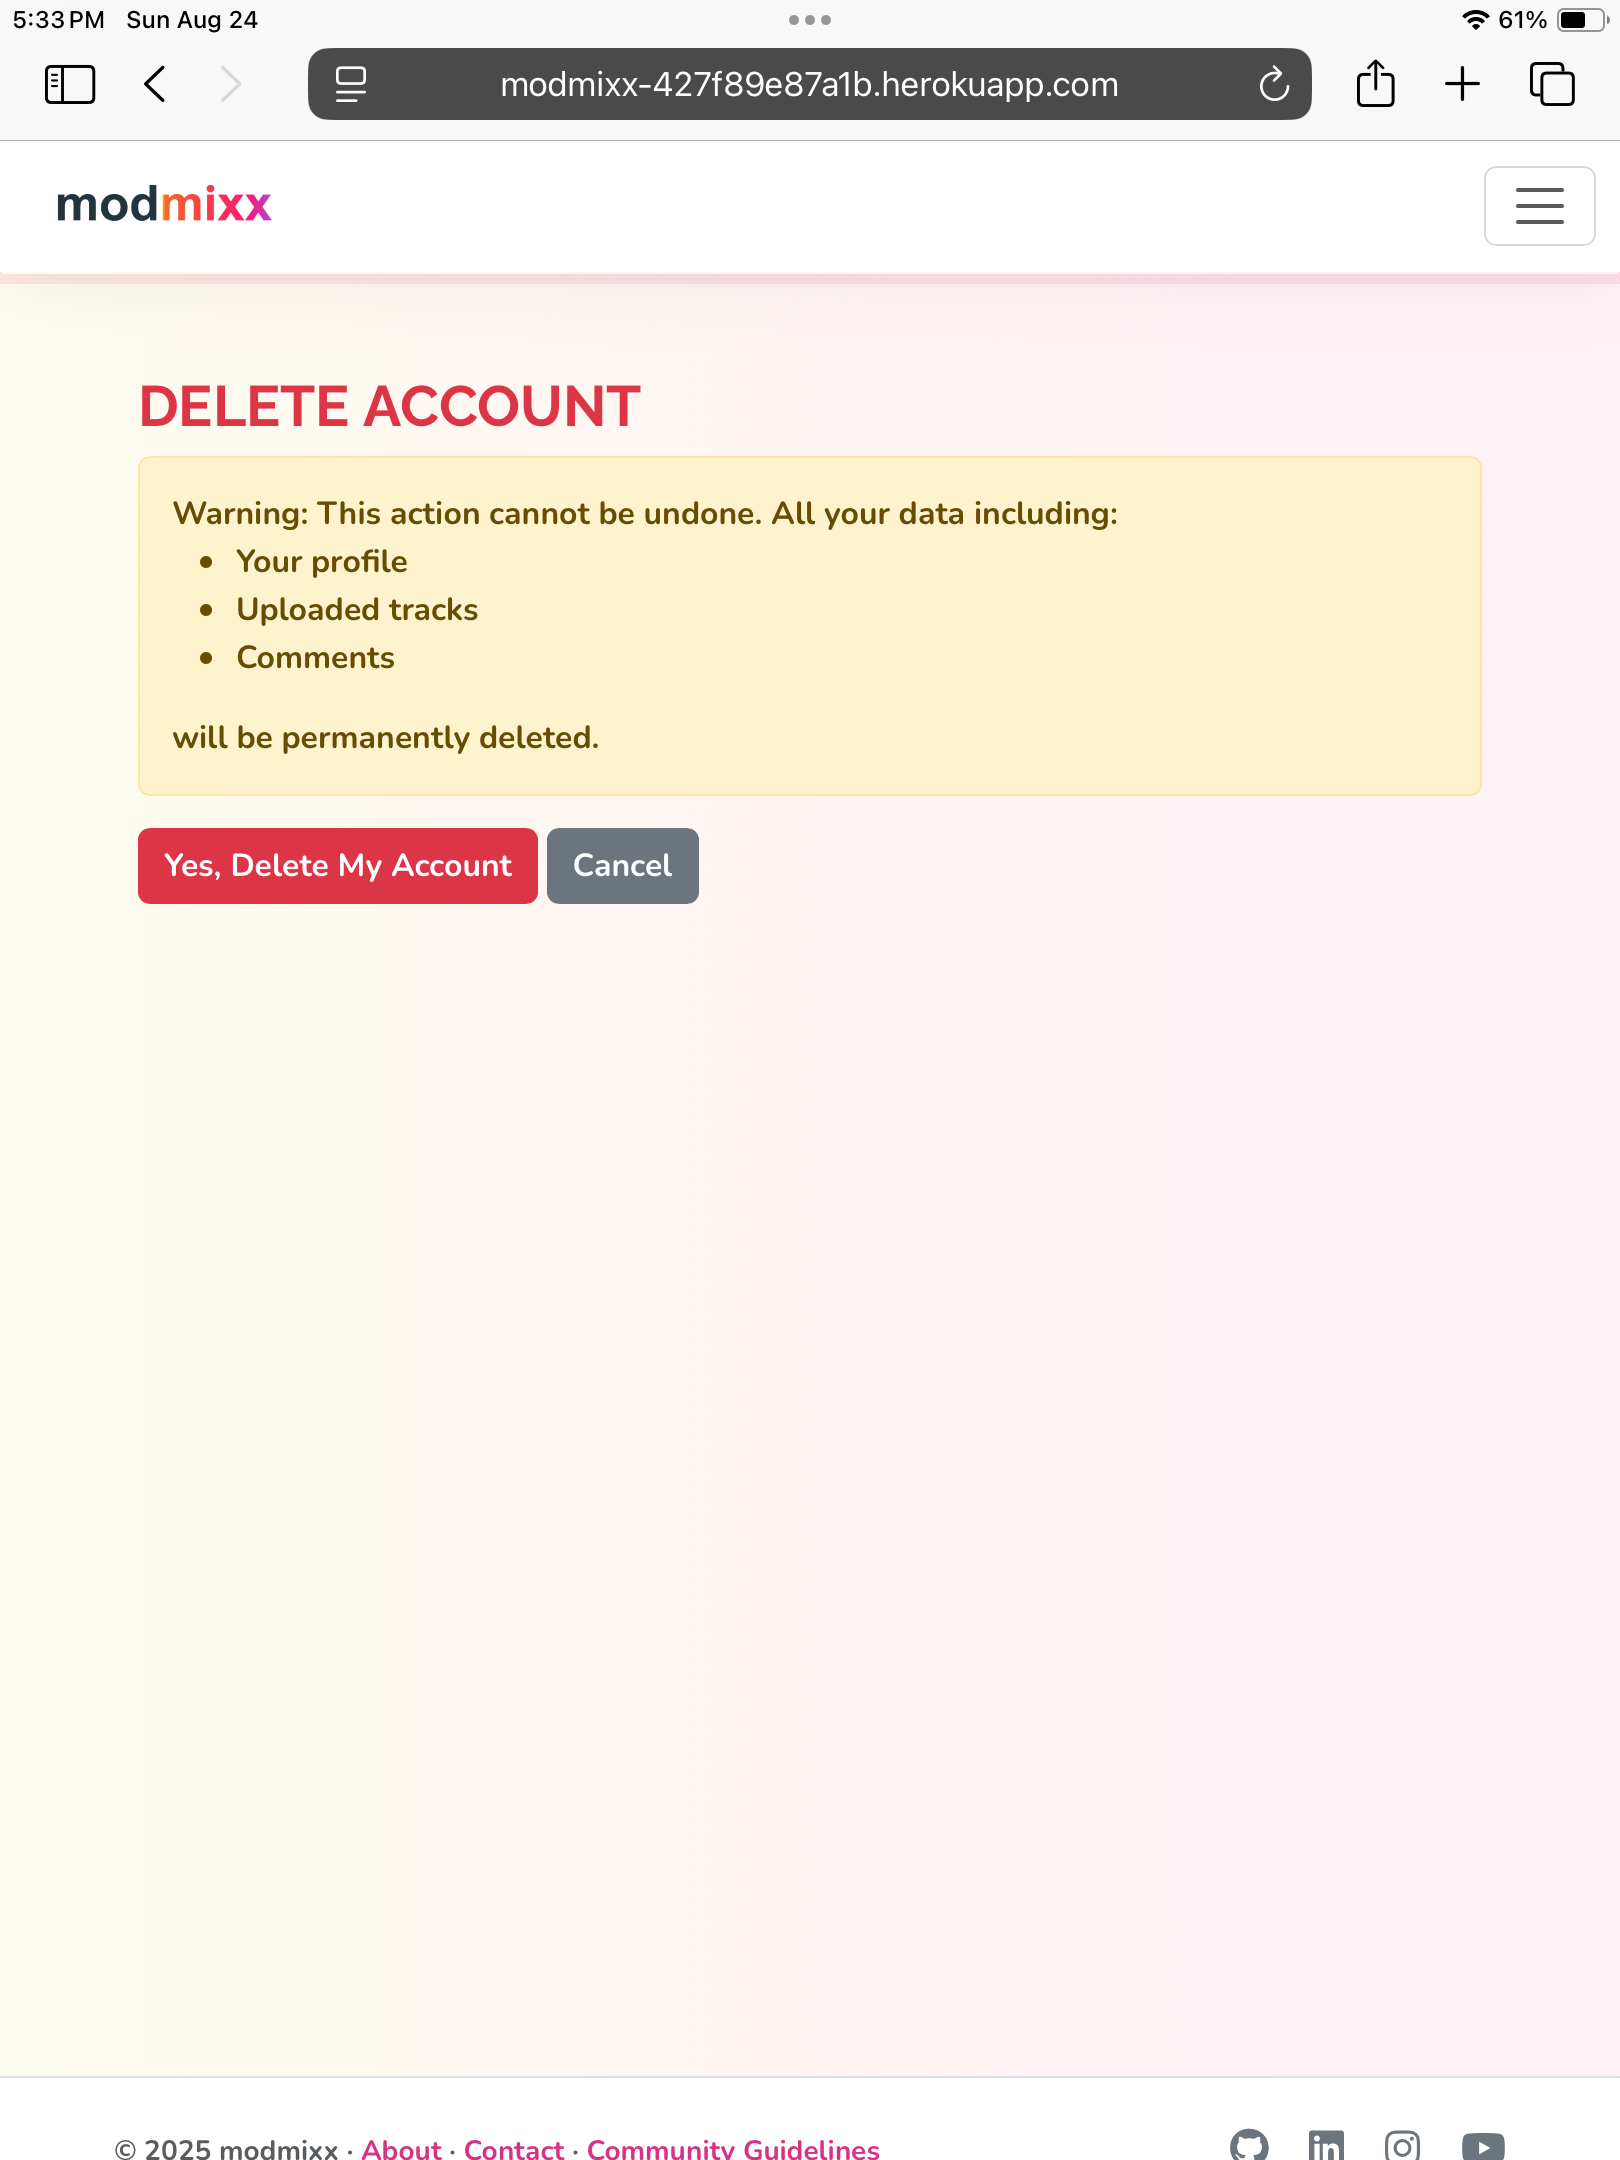 5:33 PM Sun Aug 24
61%
modmixx-427f89e87a1b.herokuapp.com
modmixx
DELETE ACCOUNT
Warning: This action cannot be undone. All your data including:
• Your profile
• Uploaded tracks
• Comments
will be permanently deleted.
Yes, Delete My Account Cancel
© 2025 modmixx · About · Contact · Community Guidelines